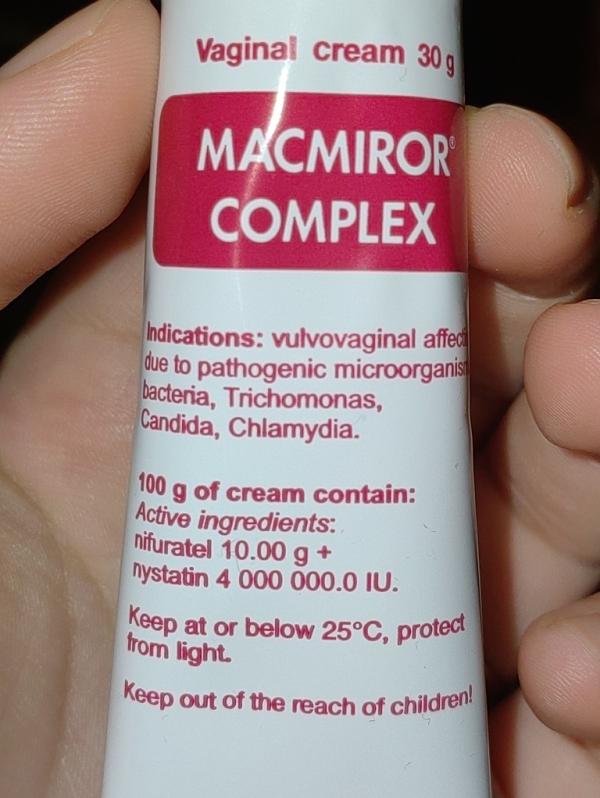 Vaginal cream 30 g
MACMIROR®
COMPLEX
Indications: vulvovaginal
due to pathogenic
bacteria, Trichomonas,
Candida, Chlamydia.
100 g of cream contain:
Active ingredients:
nifuratel 10.00 g +
nystatin 4 000 000.0 IU.
Keep at or below 25°C, protect
from light.
Keep out of the reach of children!